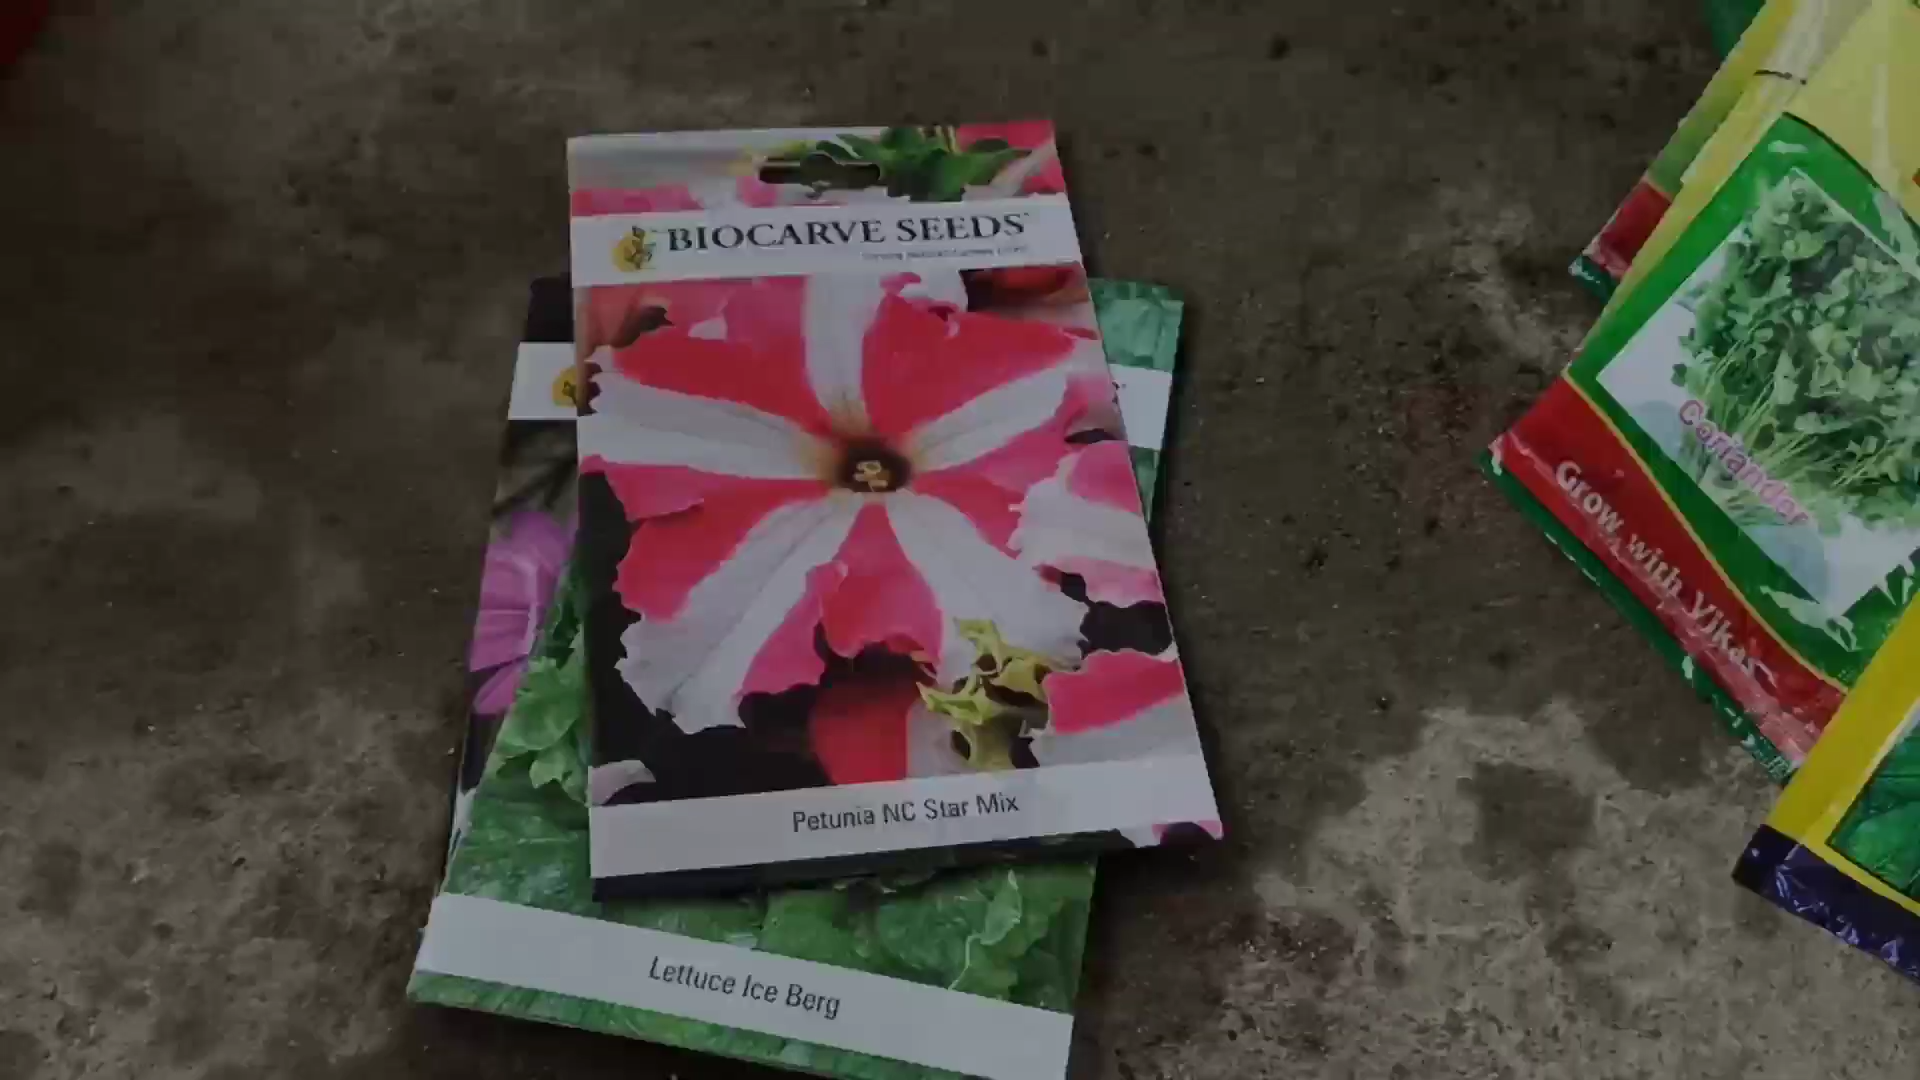 BIOCARVE SEEDS
Petunia NC Star Mix
Lettuce Ice Berg
Coriander
Grow with Vikas